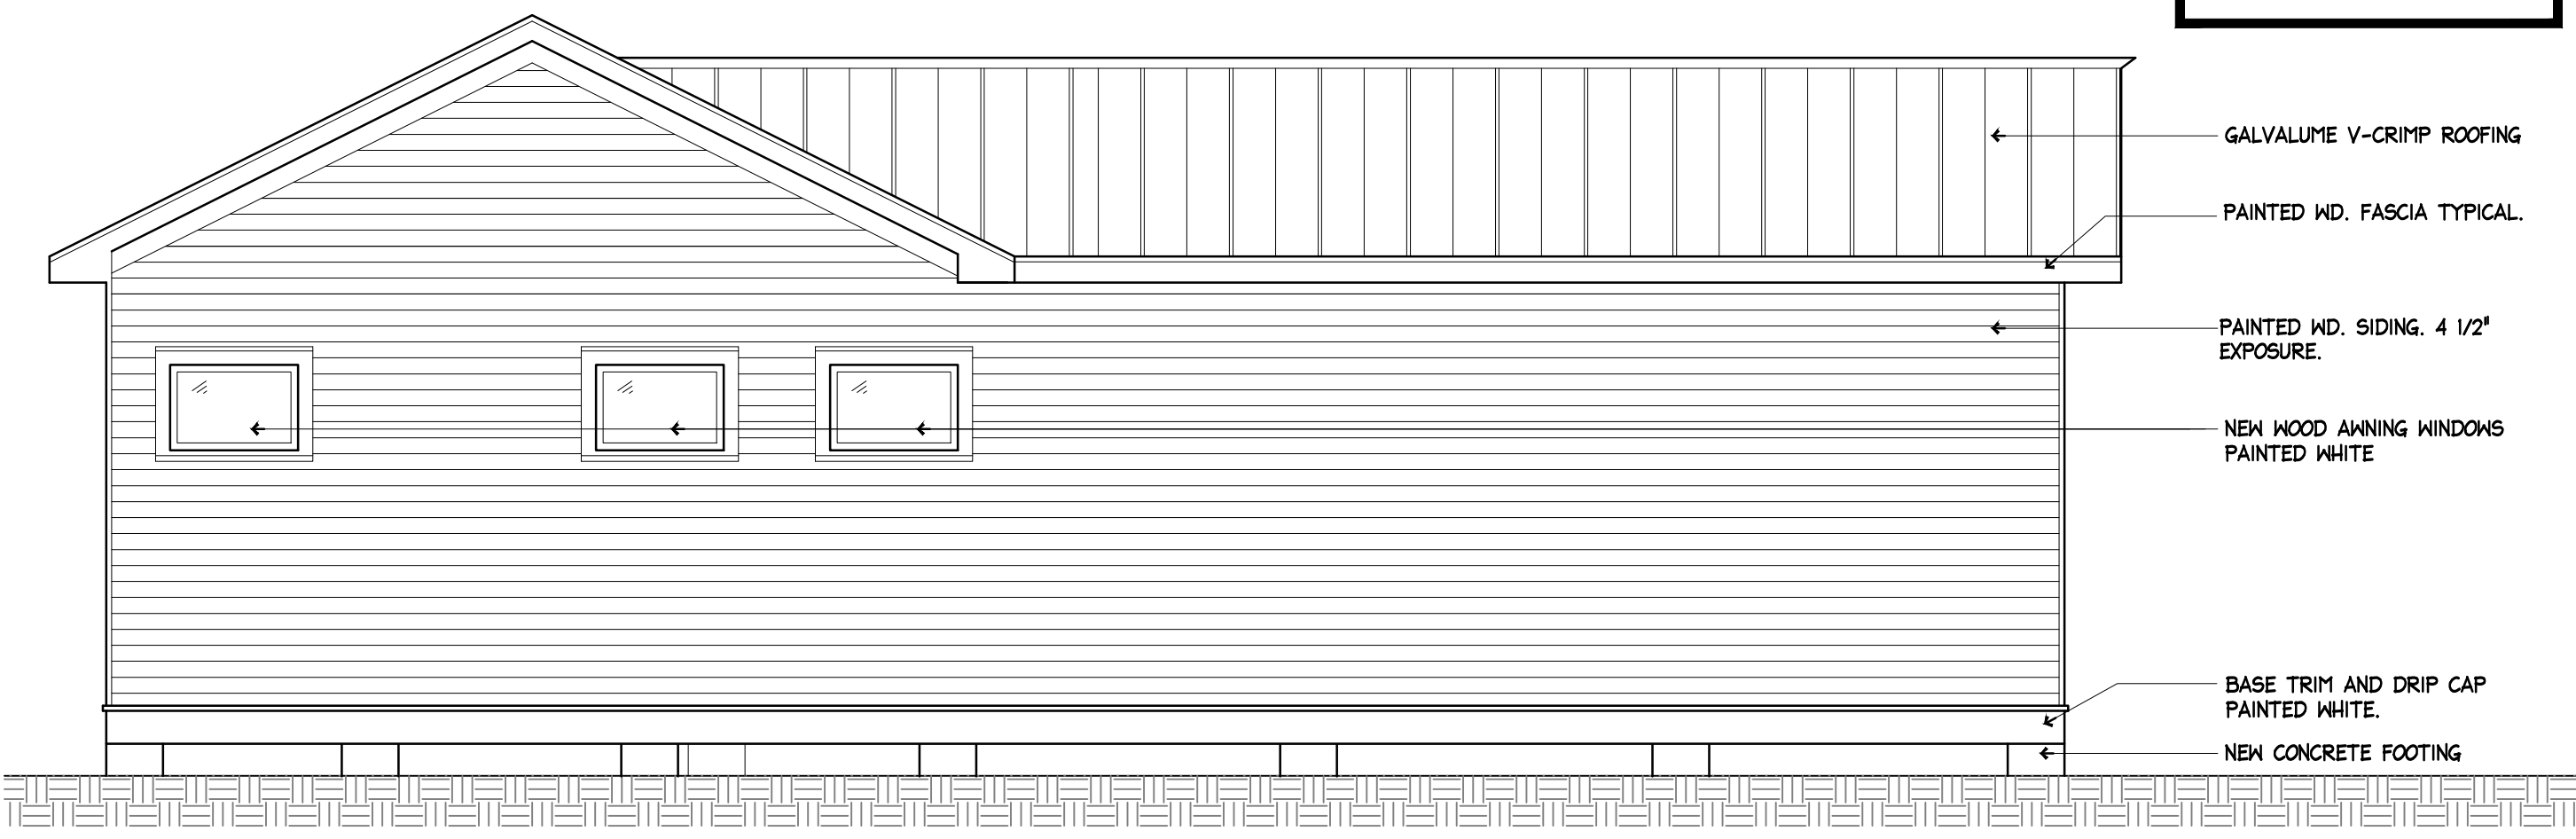 GALVALUME V-CRIMP ROOFING
PAINTED WD. FASCIA TYPICAL.
PAINTED WD. SIDING. 4 1/2"
EXPOSURE.
NEW WOOD AWNING WINDOWS
PAINTED WHITE
BASE TRIM AND DRIP CAP
PAINTED WHITE.
NEW CONCRETE FOOTING